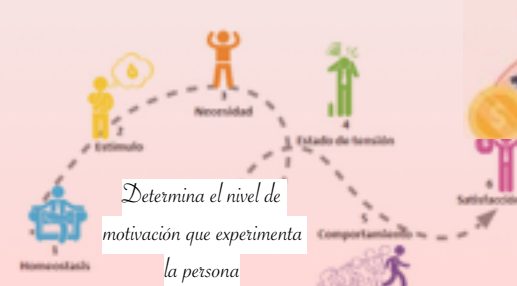 3
Necesidad
2
Estímulo
4
Estado de tensión
Determina el nivel de
motivación que experimenta
la persona
1
Homeostasis
5
Comportamiento
6
Satisfacción